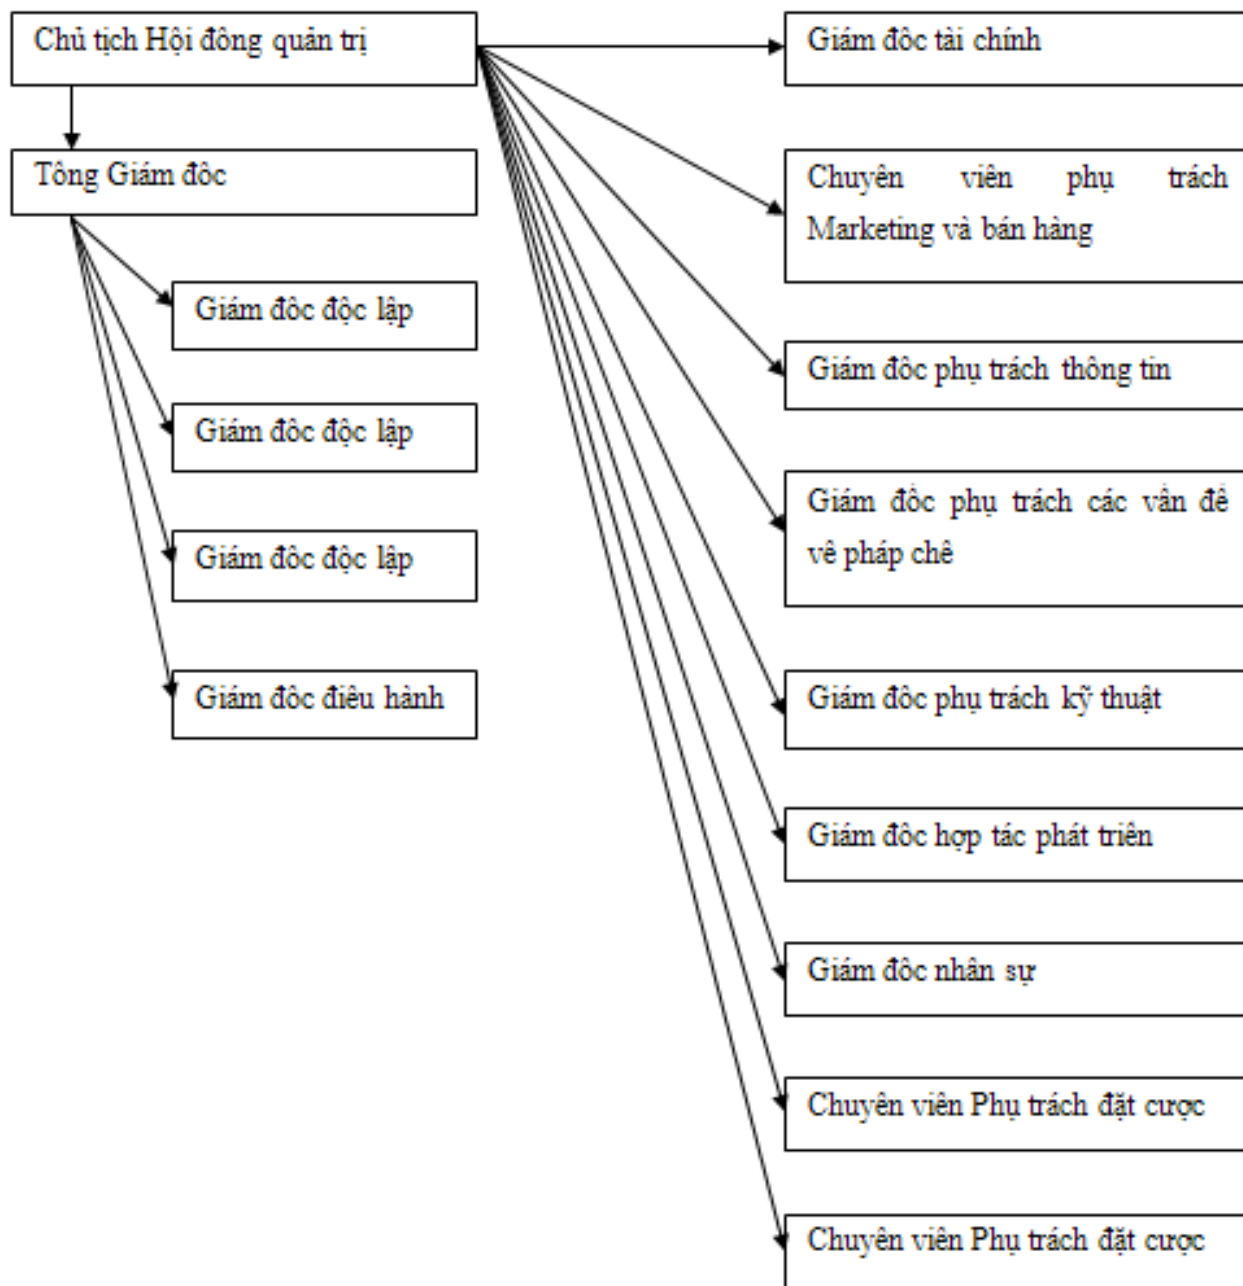 Chủ tịch Hội đồng quản trị
Tổng Giám đốc
Giám đốc độc lập
Giám đốc độc lập
Giám đốc độc lập
Giám đốc điều hành
Giám đốc tài chính
Chuyên viên phụ trách
Marketing và bán hàng
Giám đốc phụ trách thông tin
Giám đốc phụ trách các vấn đề
về pháp chế
Giám đốc phụ trách kỹ thuật
Giám đốc hợp tác phát triển
Giám đốc nhân sự
Chuyên viên Phụ trách đặt cược
Chuyên viên Phụ trách đặt cược